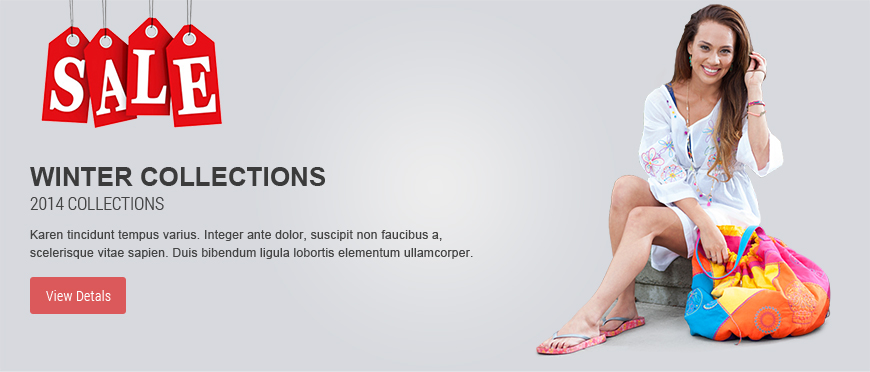 SALE
WINTER COLLECTIONS
2014 COLLECTIONS
Karen tincidunt tempus varius. Integer ante dolor, suscipit non faucibus a,
scelerisque vitae sapien. Duis bibendum ligula lobortis elementum ullamcorper.
View Detals